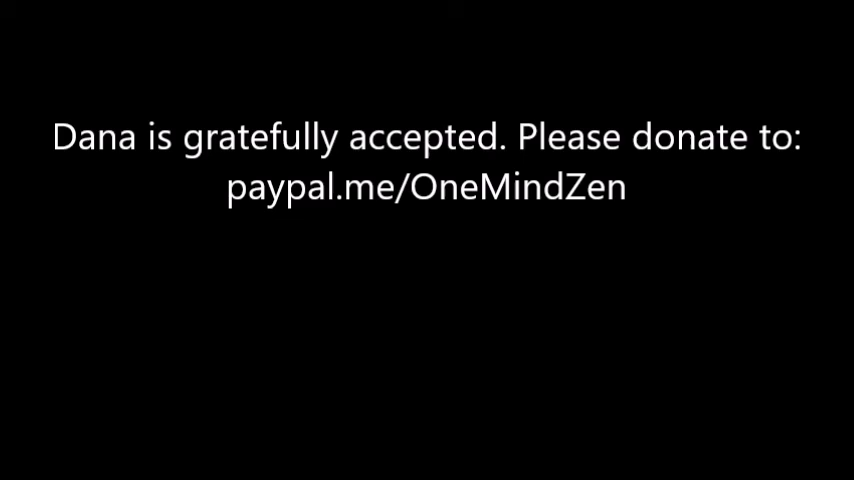 Dana is gratefully accepted. Please donate to:
paypal.me/OneMindZen